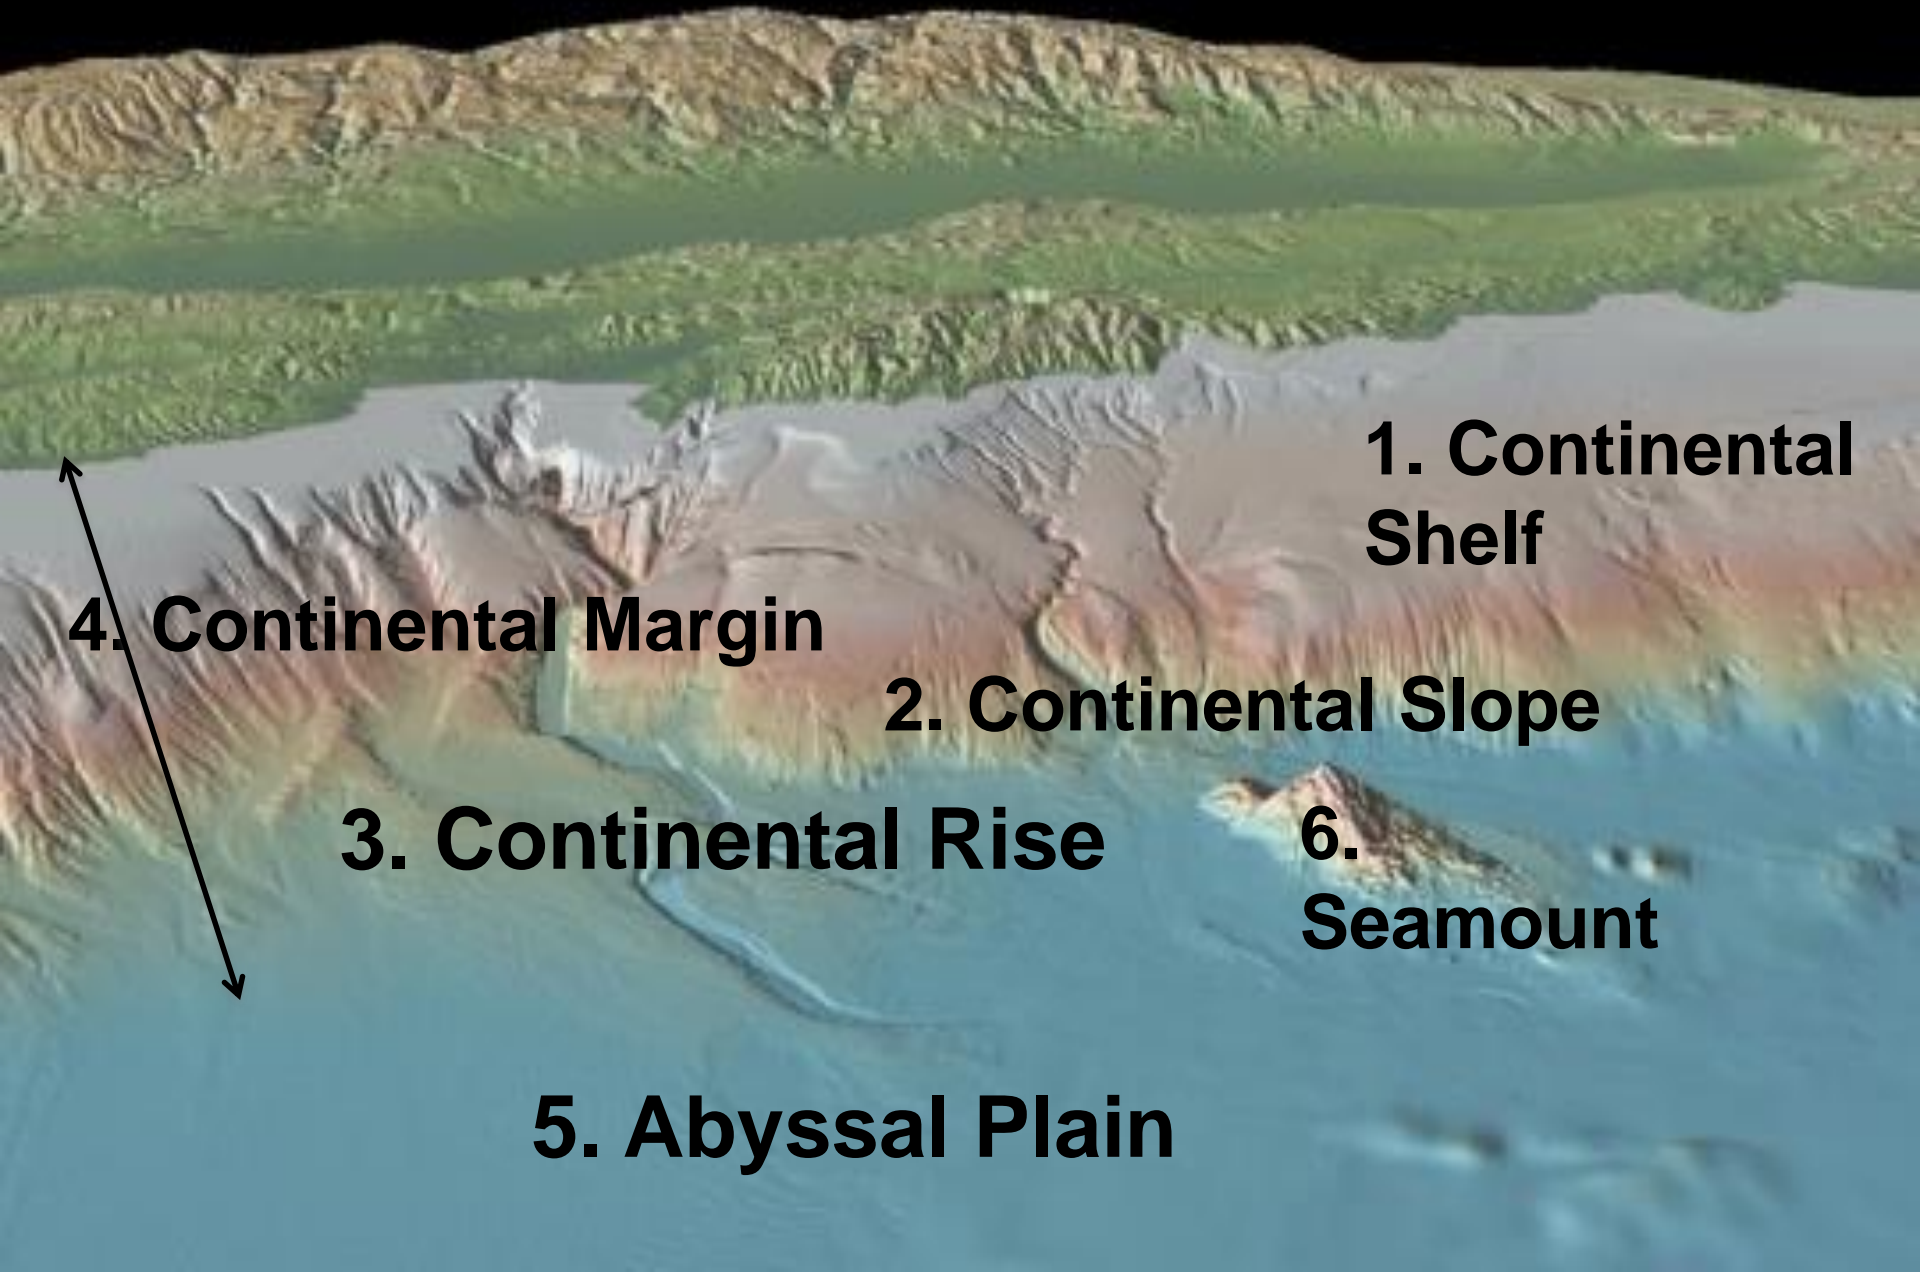 1. Continental
Shelf
4. Continental Margin
2. Continental Slope
3. Continental Rise
6.
Seamount
5. Abyssal Plain